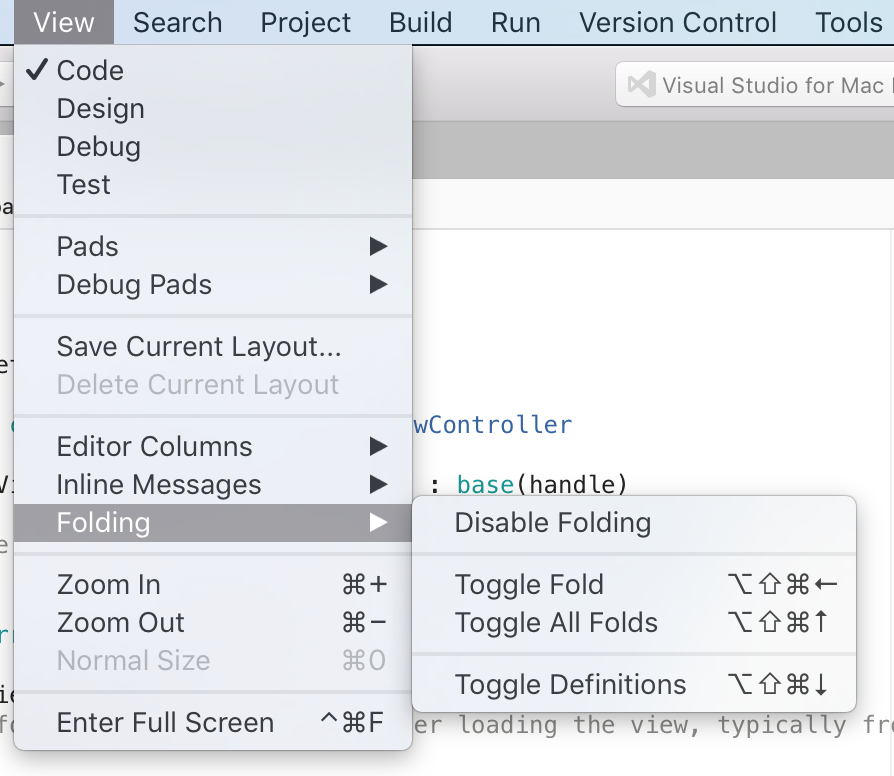 View Search Project Build Run Version Control Tools
✓ Code
Visual Studio for Mac
Design
Debug
Test
Pads ▶
Debug Pads ▶
Save Current Layout...
Delete Current Layout
wController
Editor Columns ▶
Inline Messages ▶
: base(handle)
Folding ▶
Disable Folding
Zoom In ⌘+
Toggle Fold ⌥⇧⌘←
Zoom Out ⌘−
Toggle All Folds ⌥⇧⌘↑
Normal Size ⌘0
Toggle Definitions ⌥⇧⌘↓
Enter Full Screen ^⌘F
er loading the view, typically fr